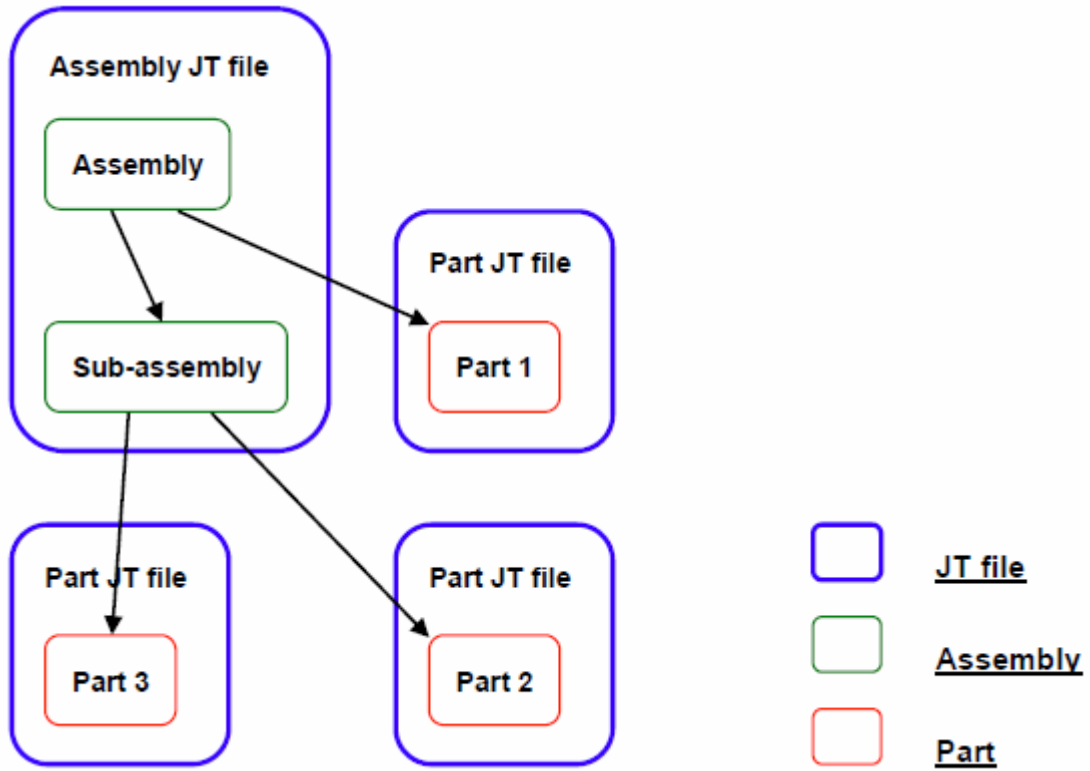 Assembly JT file
Assembly
Part JT file
Sub-assembly
Part 1
Part JT file
Part JT file
Part 3
Part 2
JT file
Assembly
Part